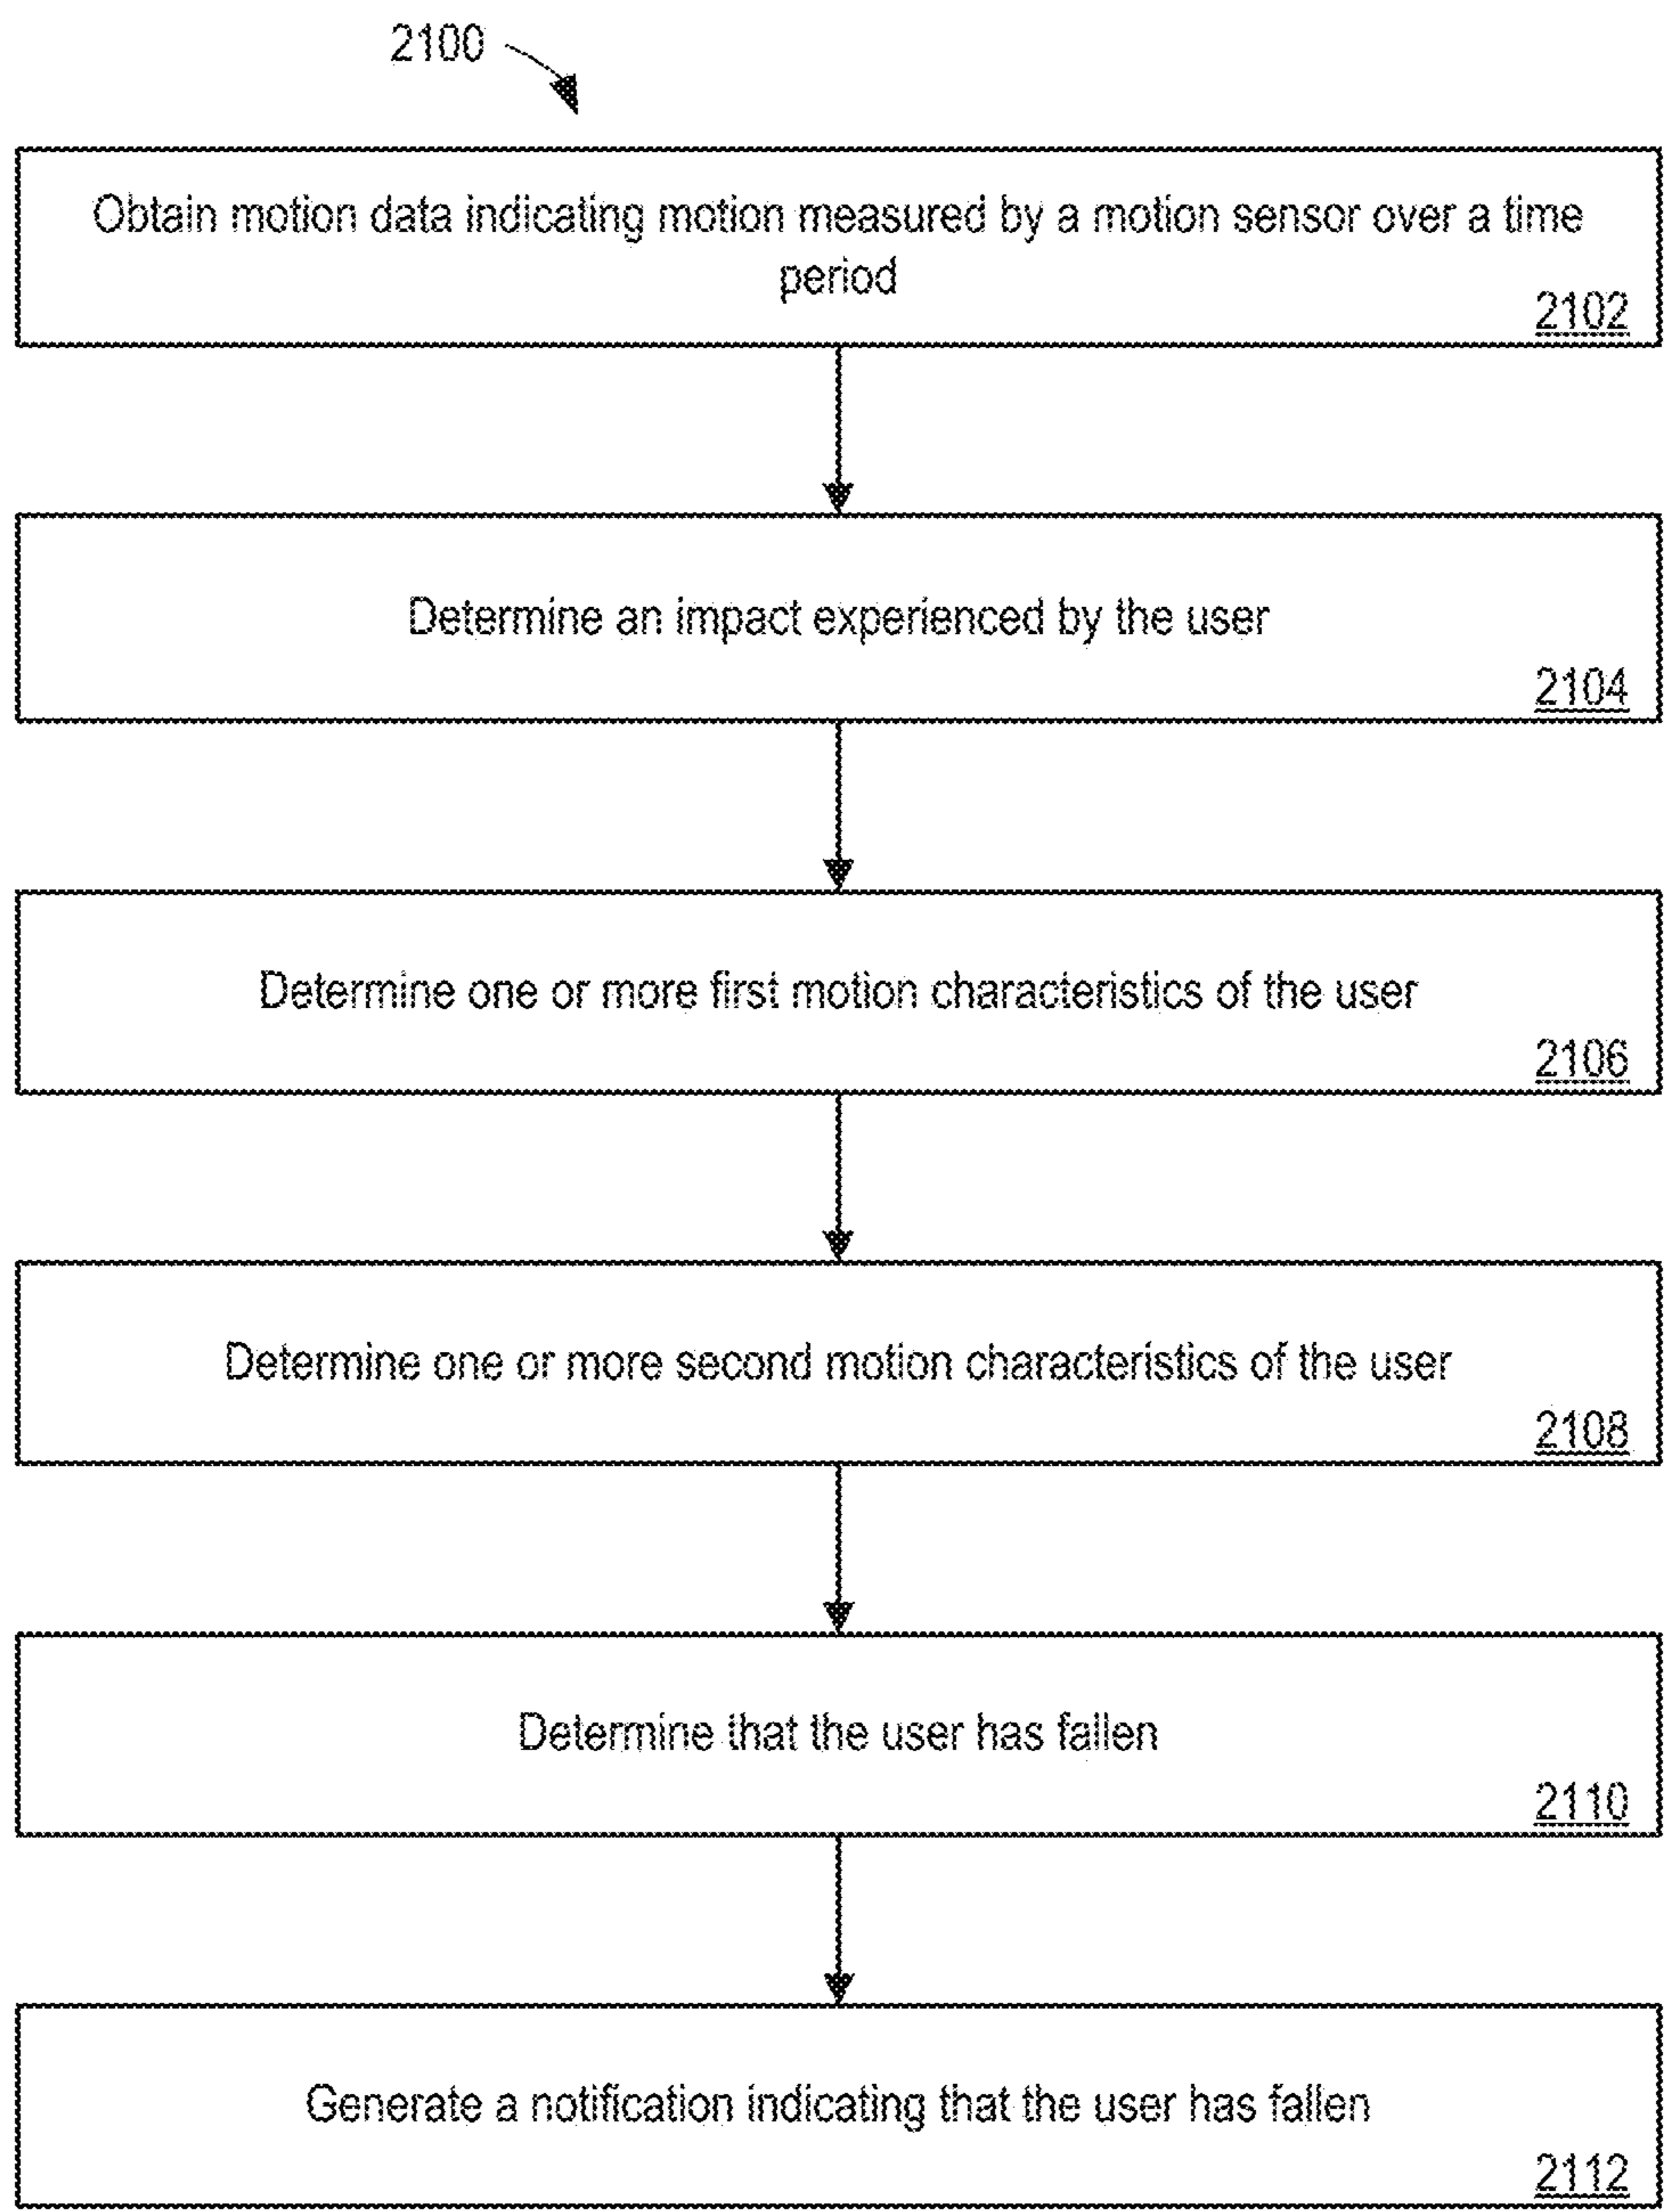 2100
Obtain motion data indicating motion measured by a motion sensor over a time
period
2102
Determine an impact experienced by the user
2104
Determine one or more first motion characteristics of the user
2106
Determine one or more second motion characteristics of the user
2108
Determine that the user has fallen
2110
Generate a notification indicating that the user has fallen
2112